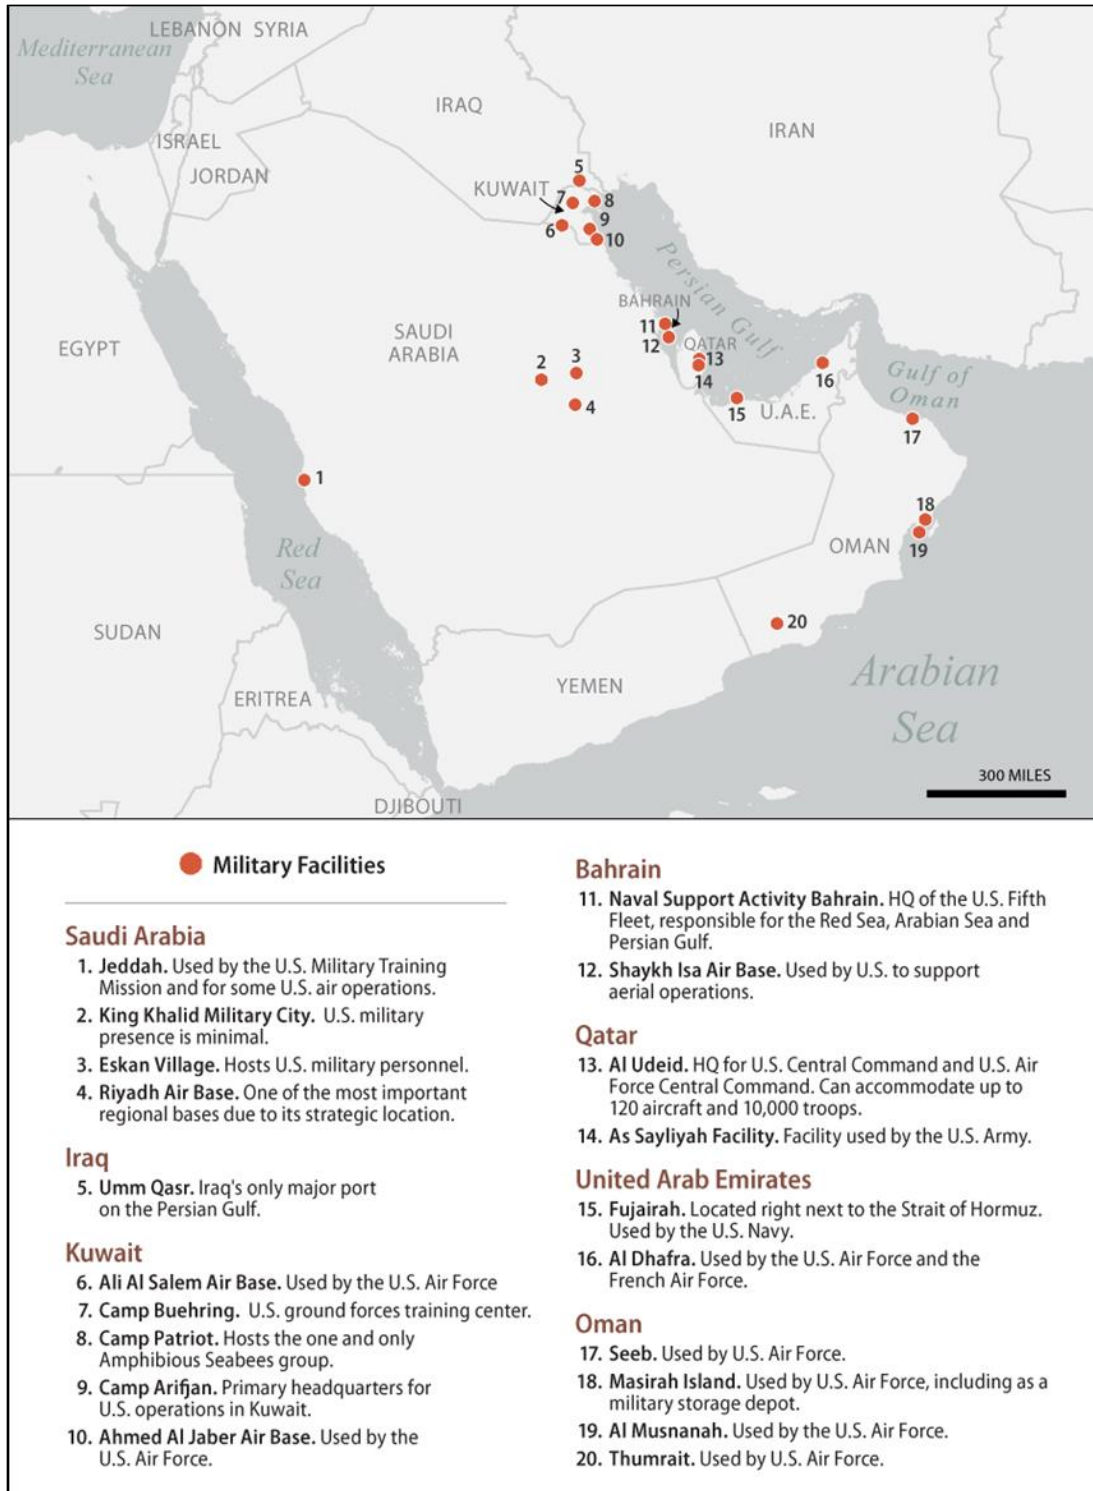 LEBANON SYRIA
Mediterranean
Sea
IRAQ
IRAN
ISRAEL
JORDAN
KUWAIT
5
7
8
6
9
10
Persian Gulf
BAHRAIN
11
12
QATAR
13
14
15
16
U.A.E.
Gulf of
Oman
17
EGYPT
SAUDI
ARABIA
2
3
4
1
18
19
OMAN
Red
Sea
20
SUDAN
ERITREA
YEMEN
Arabian
Sea
DJIBOUTI
300 MILES
Military Facilities
Saudi Arabia
1. Jeddah. Used by the U.S. Military Training
Mission and for some U.S. air operations.
2. King Khalid Military City. U.S. military
presence is minimal.
3. Eskan Village. Hosts U.S. military personnel.
4. Riyadh Air Base. One of the most important
regional bases due to its strategic location.
Iraq
5. Umm Qasr. Iraq's only major port
on the Persian Gulf.
Kuwait
6. Ali Al Salem Air Base. Used by the U.S. Air Force
7. Camp Buehring. U.S. ground forces training center.
8. Camp Patriot. Hosts the one and only
Amphibious Seabees group.
9. Camp Arifjan. Primary headquarters for
U.S. operations in Kuwait.
10. Ahmed Al Jaber Air Base. Used by the
U.S. Air Force.
Bahrain
11. Naval Support Activity Bahrain. HQ of the U.S. Fifth
Fleet, responsible for the Red Sea, Arabian Sea and
Persian Gulf.
12. Shaykh Isa Air Base. Used by U.S. to support
aerial operations.
Qatar
13. Al Udeid. HQ for U.S. Central Command and U.S. Air
Force Central Command. Can accommodate up to
120 aircraft and 10,000 troops.
14. As Sayliyah Facility. Facility used by the U.S. Army.
United Arab Emirates
15. Fujairah. Located right next to the Strait of Hormuz.
Used by the U.S. Navy.
16. Al Dhafra. Used by the U.S. Air Force and the
French Air Force.
Oman
17. Seeb. Used by U.S. Air Force.
18. Masirah Island. Used by U.S. Air Force, including as a
military storage depot.
19. Al Musnanah. Used by the U.S. Air Force.
20. Thumrait. Used by U.S. Air Force.